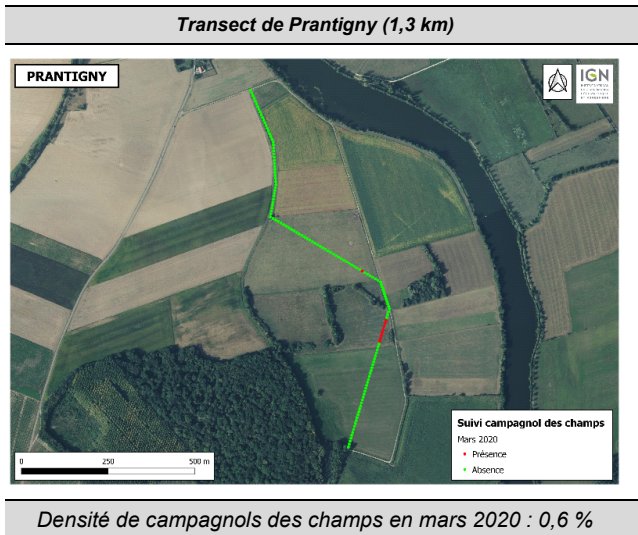 Transect de Prantigny (1,3 km)
PRANTIGNY
IGN
Suivi campagnol des champs
Mars 2020
Présence
Absence
0 250 500 m
Densité de campagnols des champs en mars 2020 : 0,6 %